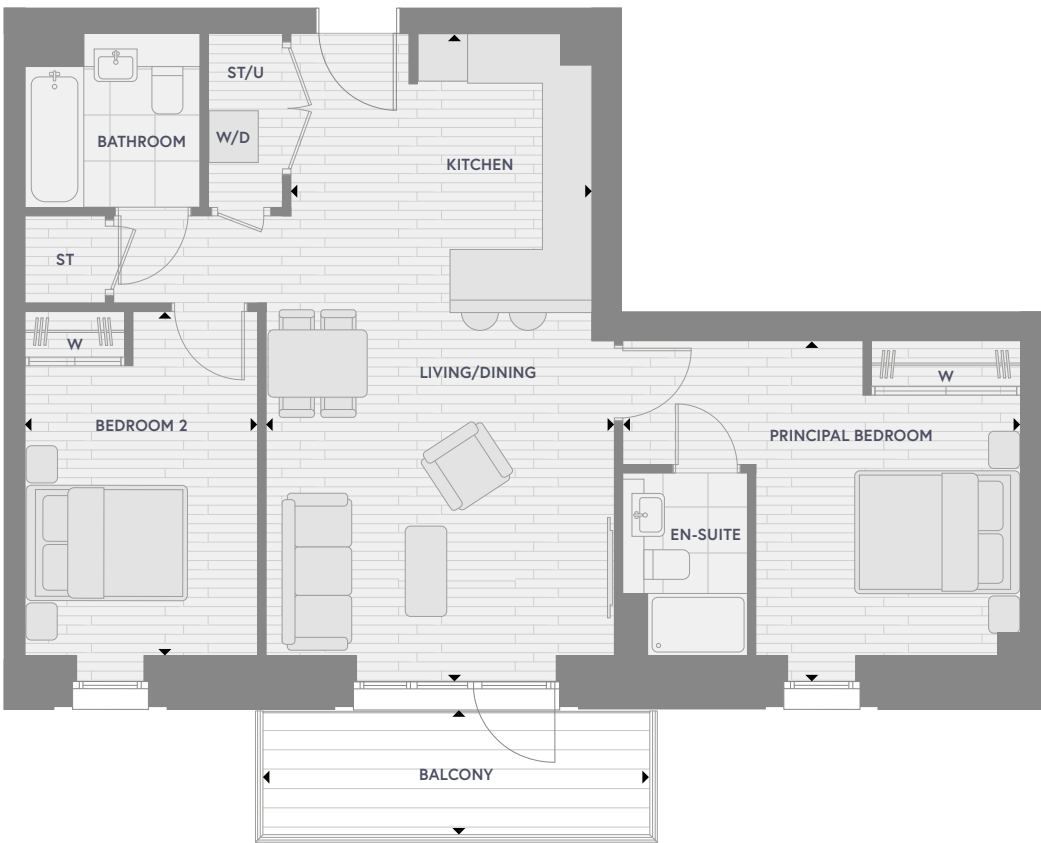 ST/U
W/D
BATHROOM
KITCHEN
ST
W
LIVING/DINING
W
BEDROOM 2
PRINCIPAL BEDROOM
EN-SUITE
BALCONY